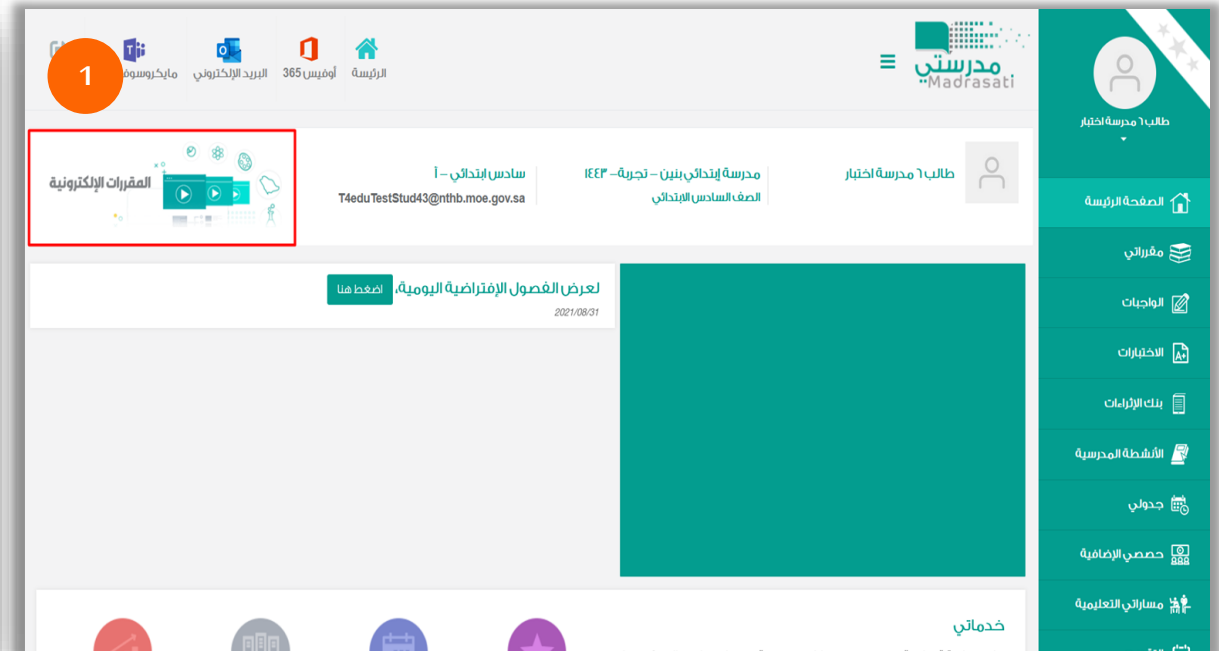 مدرستي
Madrasati
الرئيسة
أوفيس 365
البريد الإلكتروني
1
طالب ٦ مدرسة اختبار
طالب ٦ مدرسة اختبار
مدرسة إبتدائي بنين – تجربة– ١٤٤٣
الصف السادس الابتدائي
سادس ابتدائي – أ
T4eduTestStud43@nthb.moe.gov.sa
المقررات الإلكترونية
لعرض الفصول الإفتراضية اليومية، اضغط هنا
2021/08/31
خدماتي
الصفحة الرئيسة
مقرراتي
الواجبات
الاختبارات
بنك الإثراءات
الأنشطة المدرسية
جدولي
حصصي الإضافية
مساراتي التعليمية